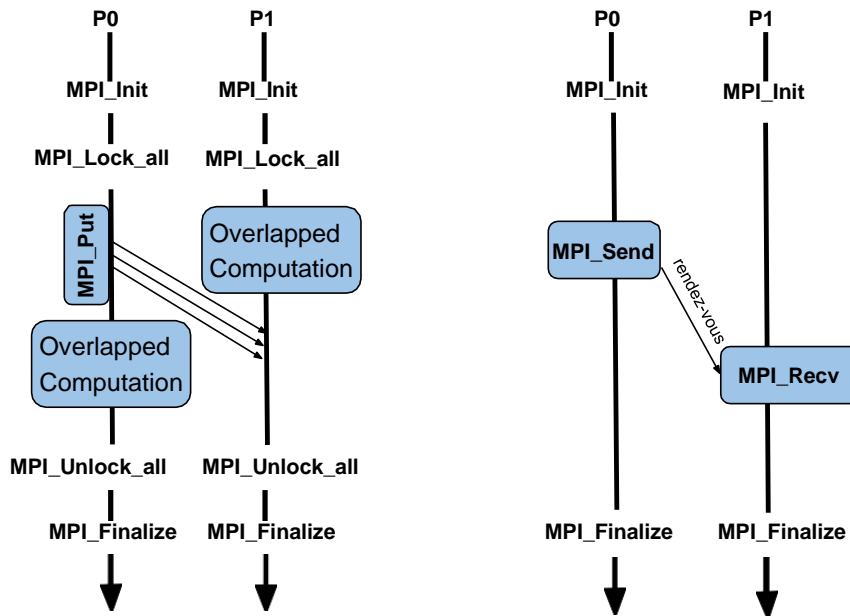 P0
P1
MPI_Init
MPI_Init
MPI_Lock_all
MPI_Lock_all
MPI_Put
Overlapped
Computation
Overlapped
Computation
MPI_Unlock_all
MPI_Unlock_all
MPI_Finalize
MPI_Finalize
P0
P1
MPI_Init
MPI_Init
MPI_Send
rendez-vous
MPI_Recv
MPI_Finalize
MPI_Finalize